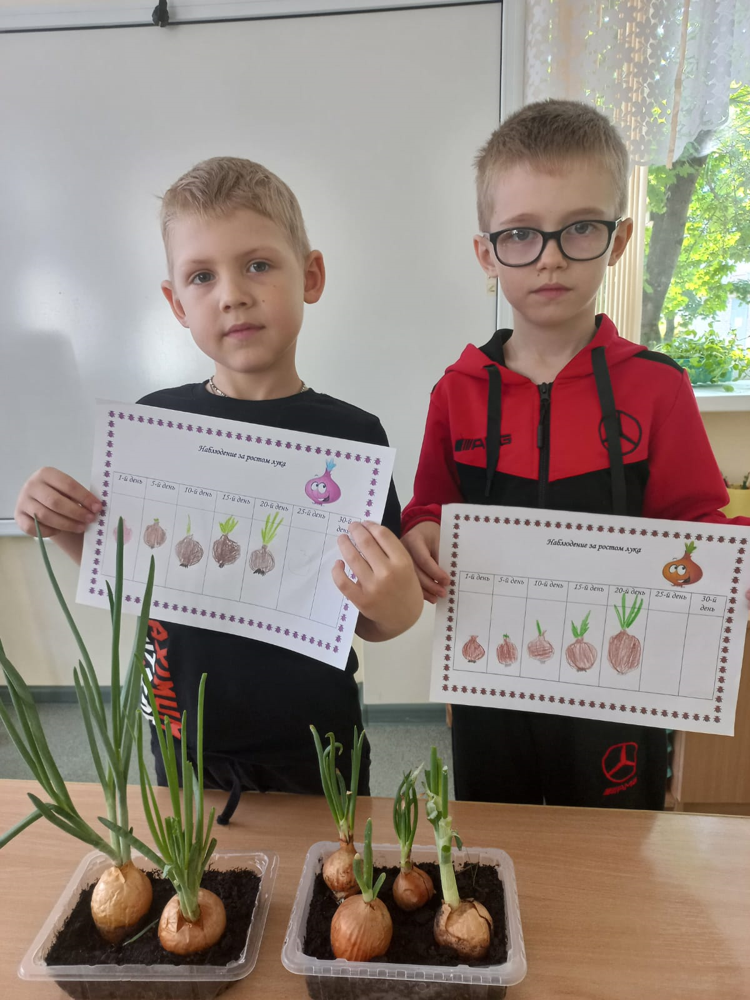 Наблюдение за ростом лука
1-й день 5-й день 10-й день 15-й день 20-й день 25-й день 30-й
день
AMG
Наблюдение за ростом лука
1-й день 5-й день 10-й день 15-й день 20-й день 25-й день 30-й
день
AMG